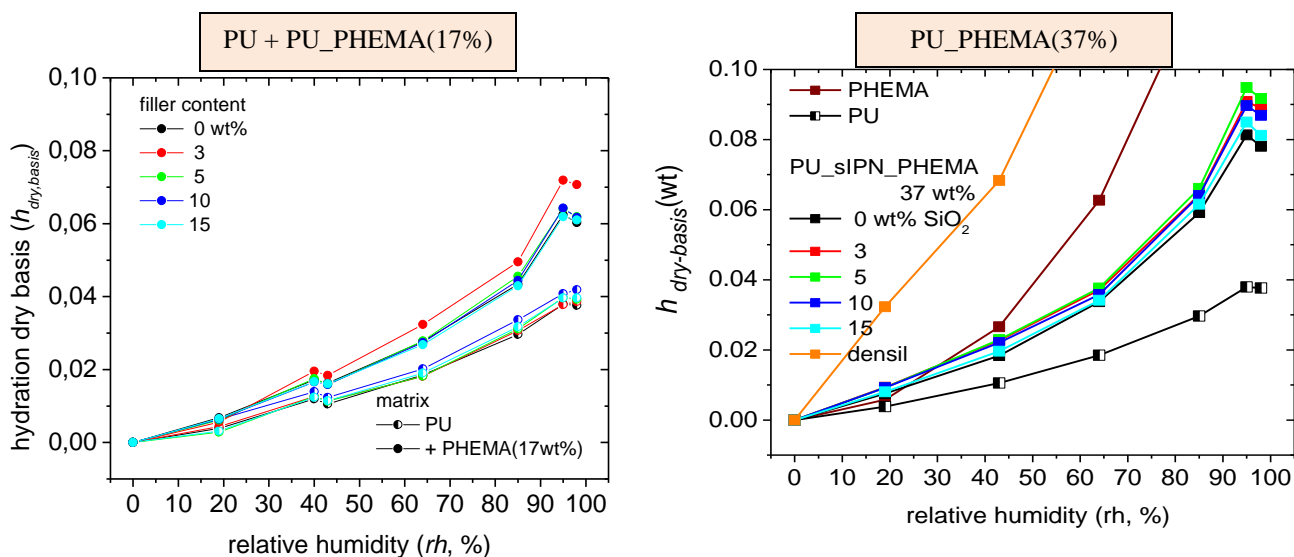 PU + PU_PHEMA(17%)
0,10
0,08
0,06
0,04
0,02
0,00
hydration dry basis (h_dry,basis)
filler content
0 wt%
3
5
10
15
matrix
PU
+ PHEMA(17wt%)
0 10 20 30 40 50 60 70 80 90 100
relative humidity (rh, %)
PU_PHEMA(37%)
0.10
0.08
0.06
0.04
0.02
0.00
h dry-basis(wt)
PHEMA
PU
PU_sIPN_PHEMA
37 wt%
0 wt% SiO₂
3
5
10
15
densil
0 10 20 30 40 50 60 70 80 90 100
relative humidity (rh, %)